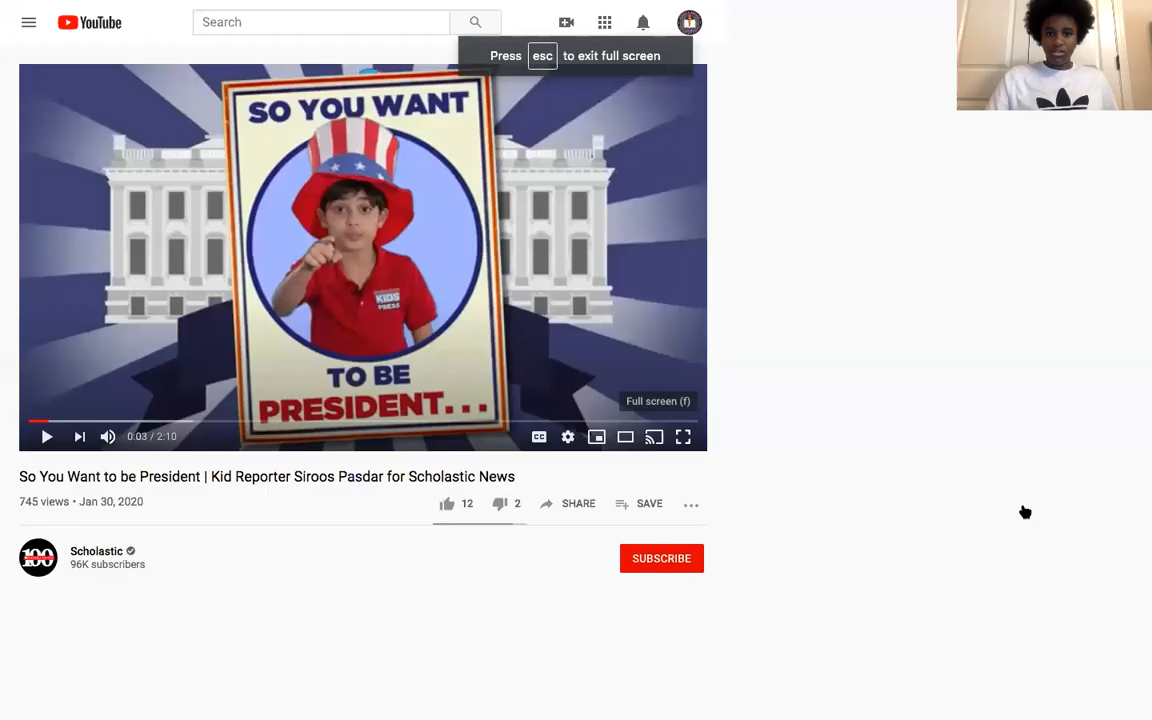 YouTube
Search
Press esc to exit full screen
SO YOU WANT
KIDS
PRESS
TO BE
PRESIDENT...
Full screen (f)
0:03 / 2:10
CC
So You Want to be President | Kid Reporter Siroos Pasdar for Scholastic News
745 views • Jan 30, 2020
12
2
SHARE
SAVE
100
Scholastic
96K subscribers
SUBSCRIBE